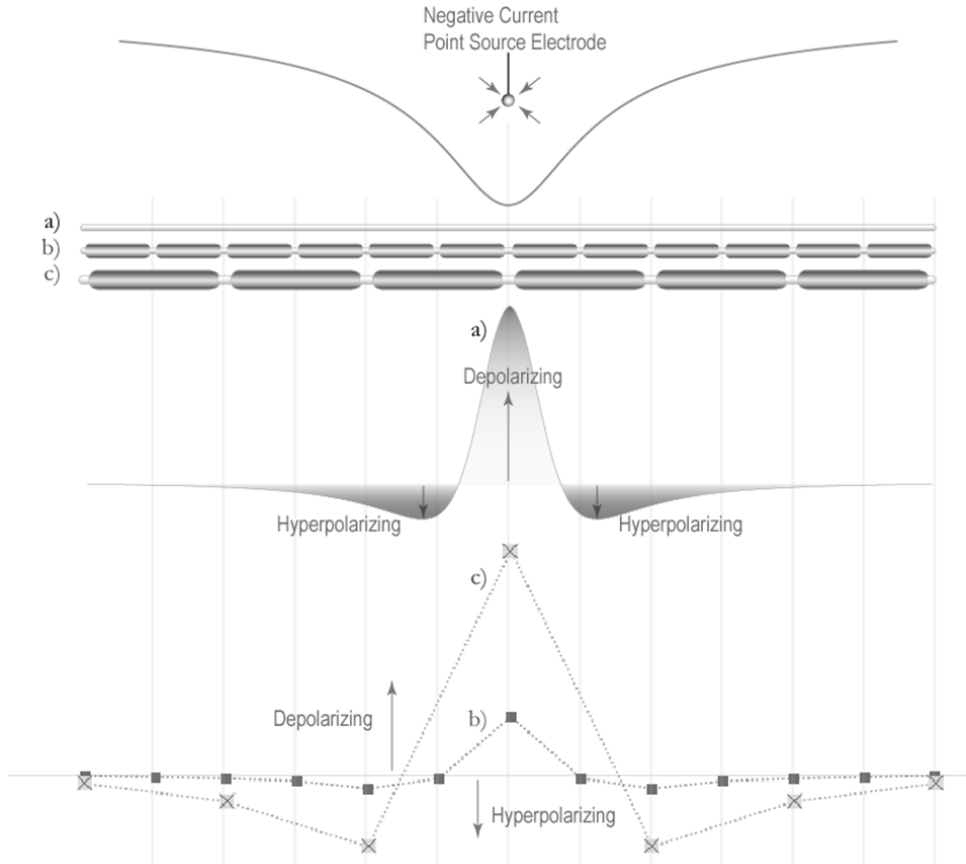 Negative Current
Point Source Electrode
a)
b)
c)
a)
Depolarizing
Hyperpolarizing
Hyperpolarizing
c)
Depolarizing
b)
Hyperpolarizing